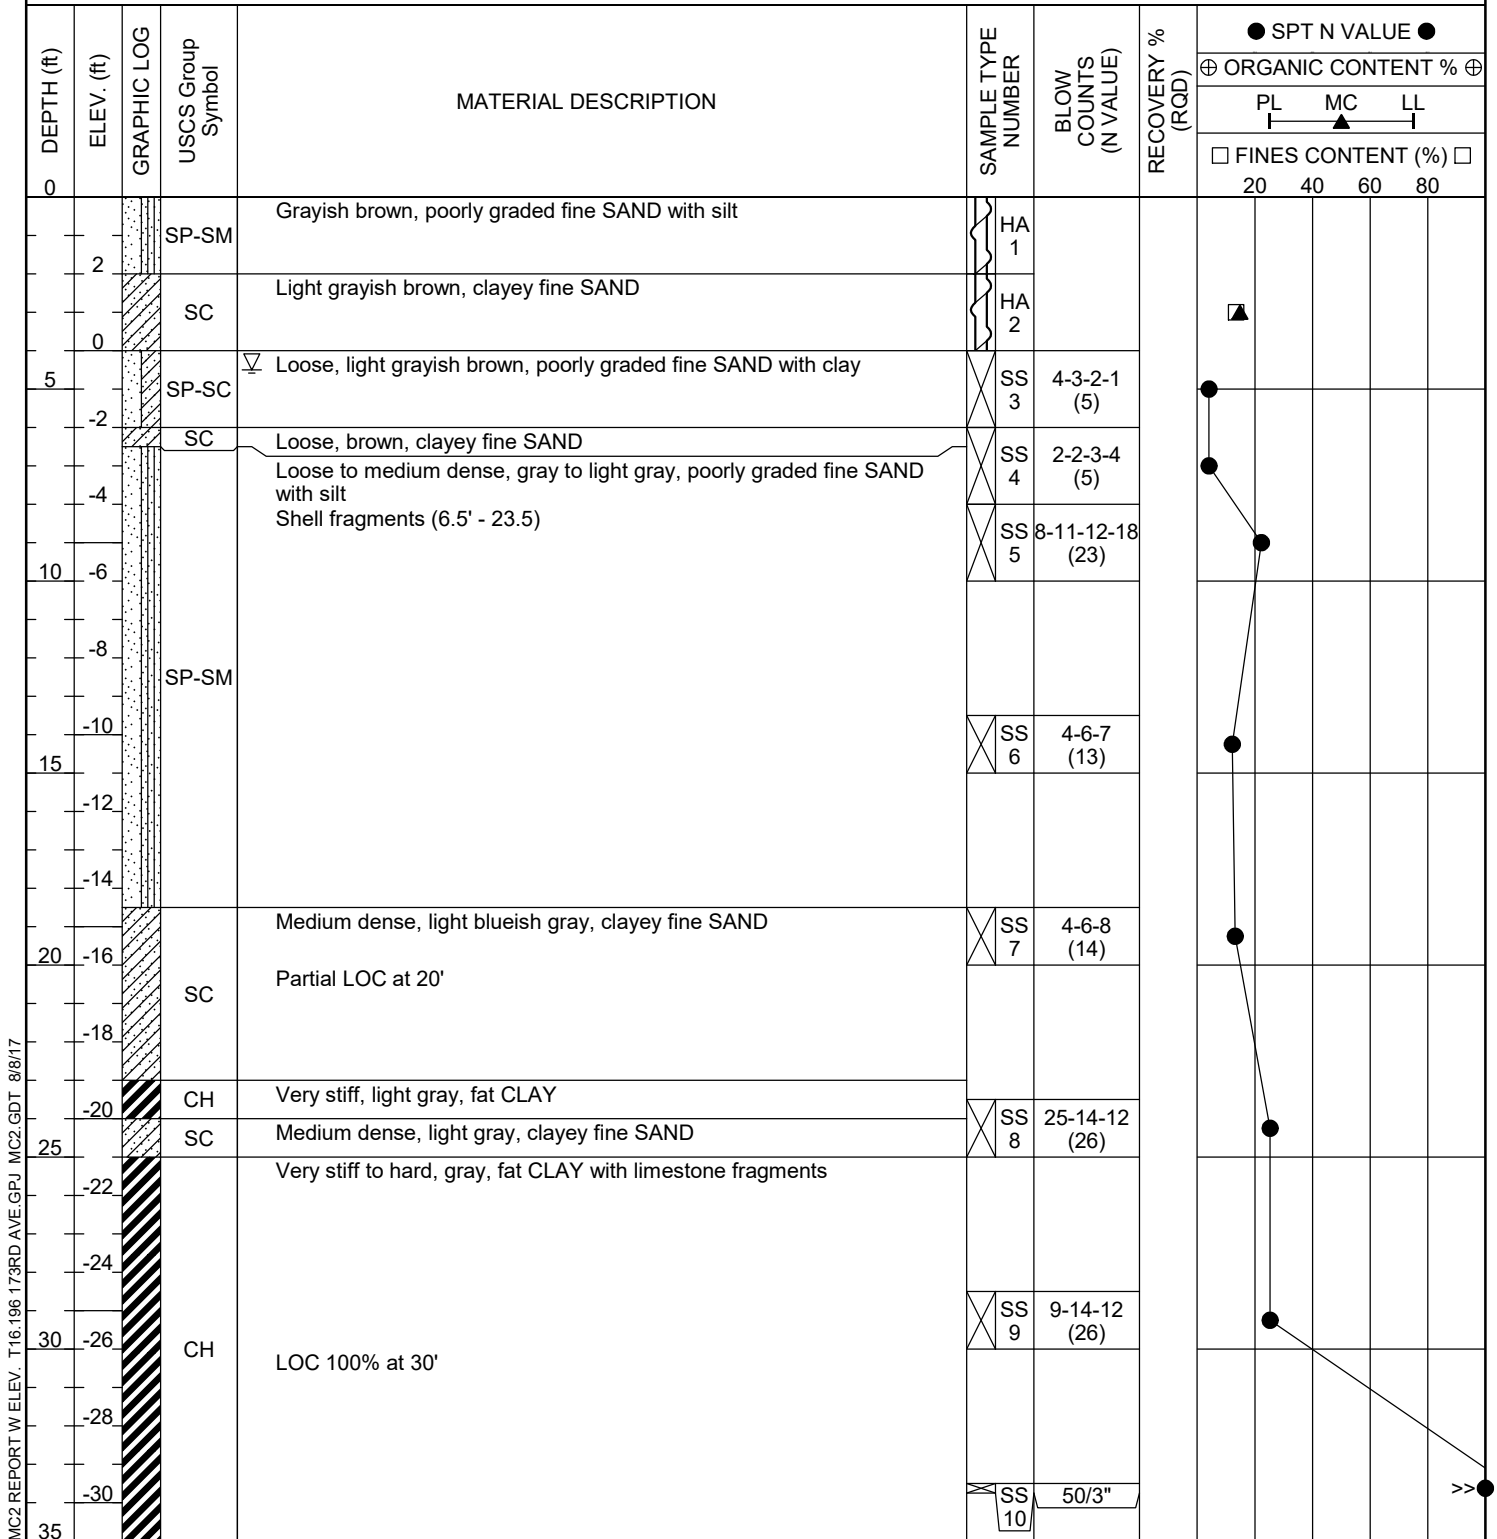 DEPTH (ft)
ELEV. (ft)
GRAPHIC LOG
USCS Group
Symbol
MATERIAL DESCRIPTION
SAMPLE TYPE
NUMBER
BLOW
COUNTS
(N VALUE)
RECOVERY %
(RQD)
● SPT N VALUE ●
⊕ ORGANIC CONTENT % ⊕
PL MC LL
□ FINES CONTENT (%) □
0
20 40 60 80
Grayish brown, poorly graded fine SAND with silt
SP-SM
HA
1
2
Light grayish brown, clayey fine SAND
SC
HA
2
0
Loose, light grayish brown, poorly graded fine SAND with clay
5
SP-SC
SS
3
4-3-2-1
(5)
-2
SC
Loose, brown, clayey fine SAND
Loose to medium dense, gray to light gray, poorly graded fine SAND
with silt
Shell fragments (6.5' - 23.5)
SS
4
2-2-3-4
(5)
-4
SS
5
8-11-12-18
(23)
10
-6
-8
SP-SM
-10
SS
6
4-6-7
(13)
15
-12
-14
Medium dense, light blueish gray, clayey fine SAND
SS
7
4-6-8
(14)
20
-16
Partial LOC at 20'
SC
-18
Very stiff, light gray, fat CLAY
CH
-20
SS
8
25-14-12
(26)
SC
Medium dense, light gray, clayey fine SAND
25
Very stiff to hard, gray, fat CLAY with limestone fragments
-22
-24
SS
9
9-14-12
(26)
30
-26
CH
LOC 100% at 30'
-28
-30
SS
10
50/3"
>>
35
MC2 REPORT W ELEV. T16.196 173RD AVE.GPJ MC2.GDT 8/8/17